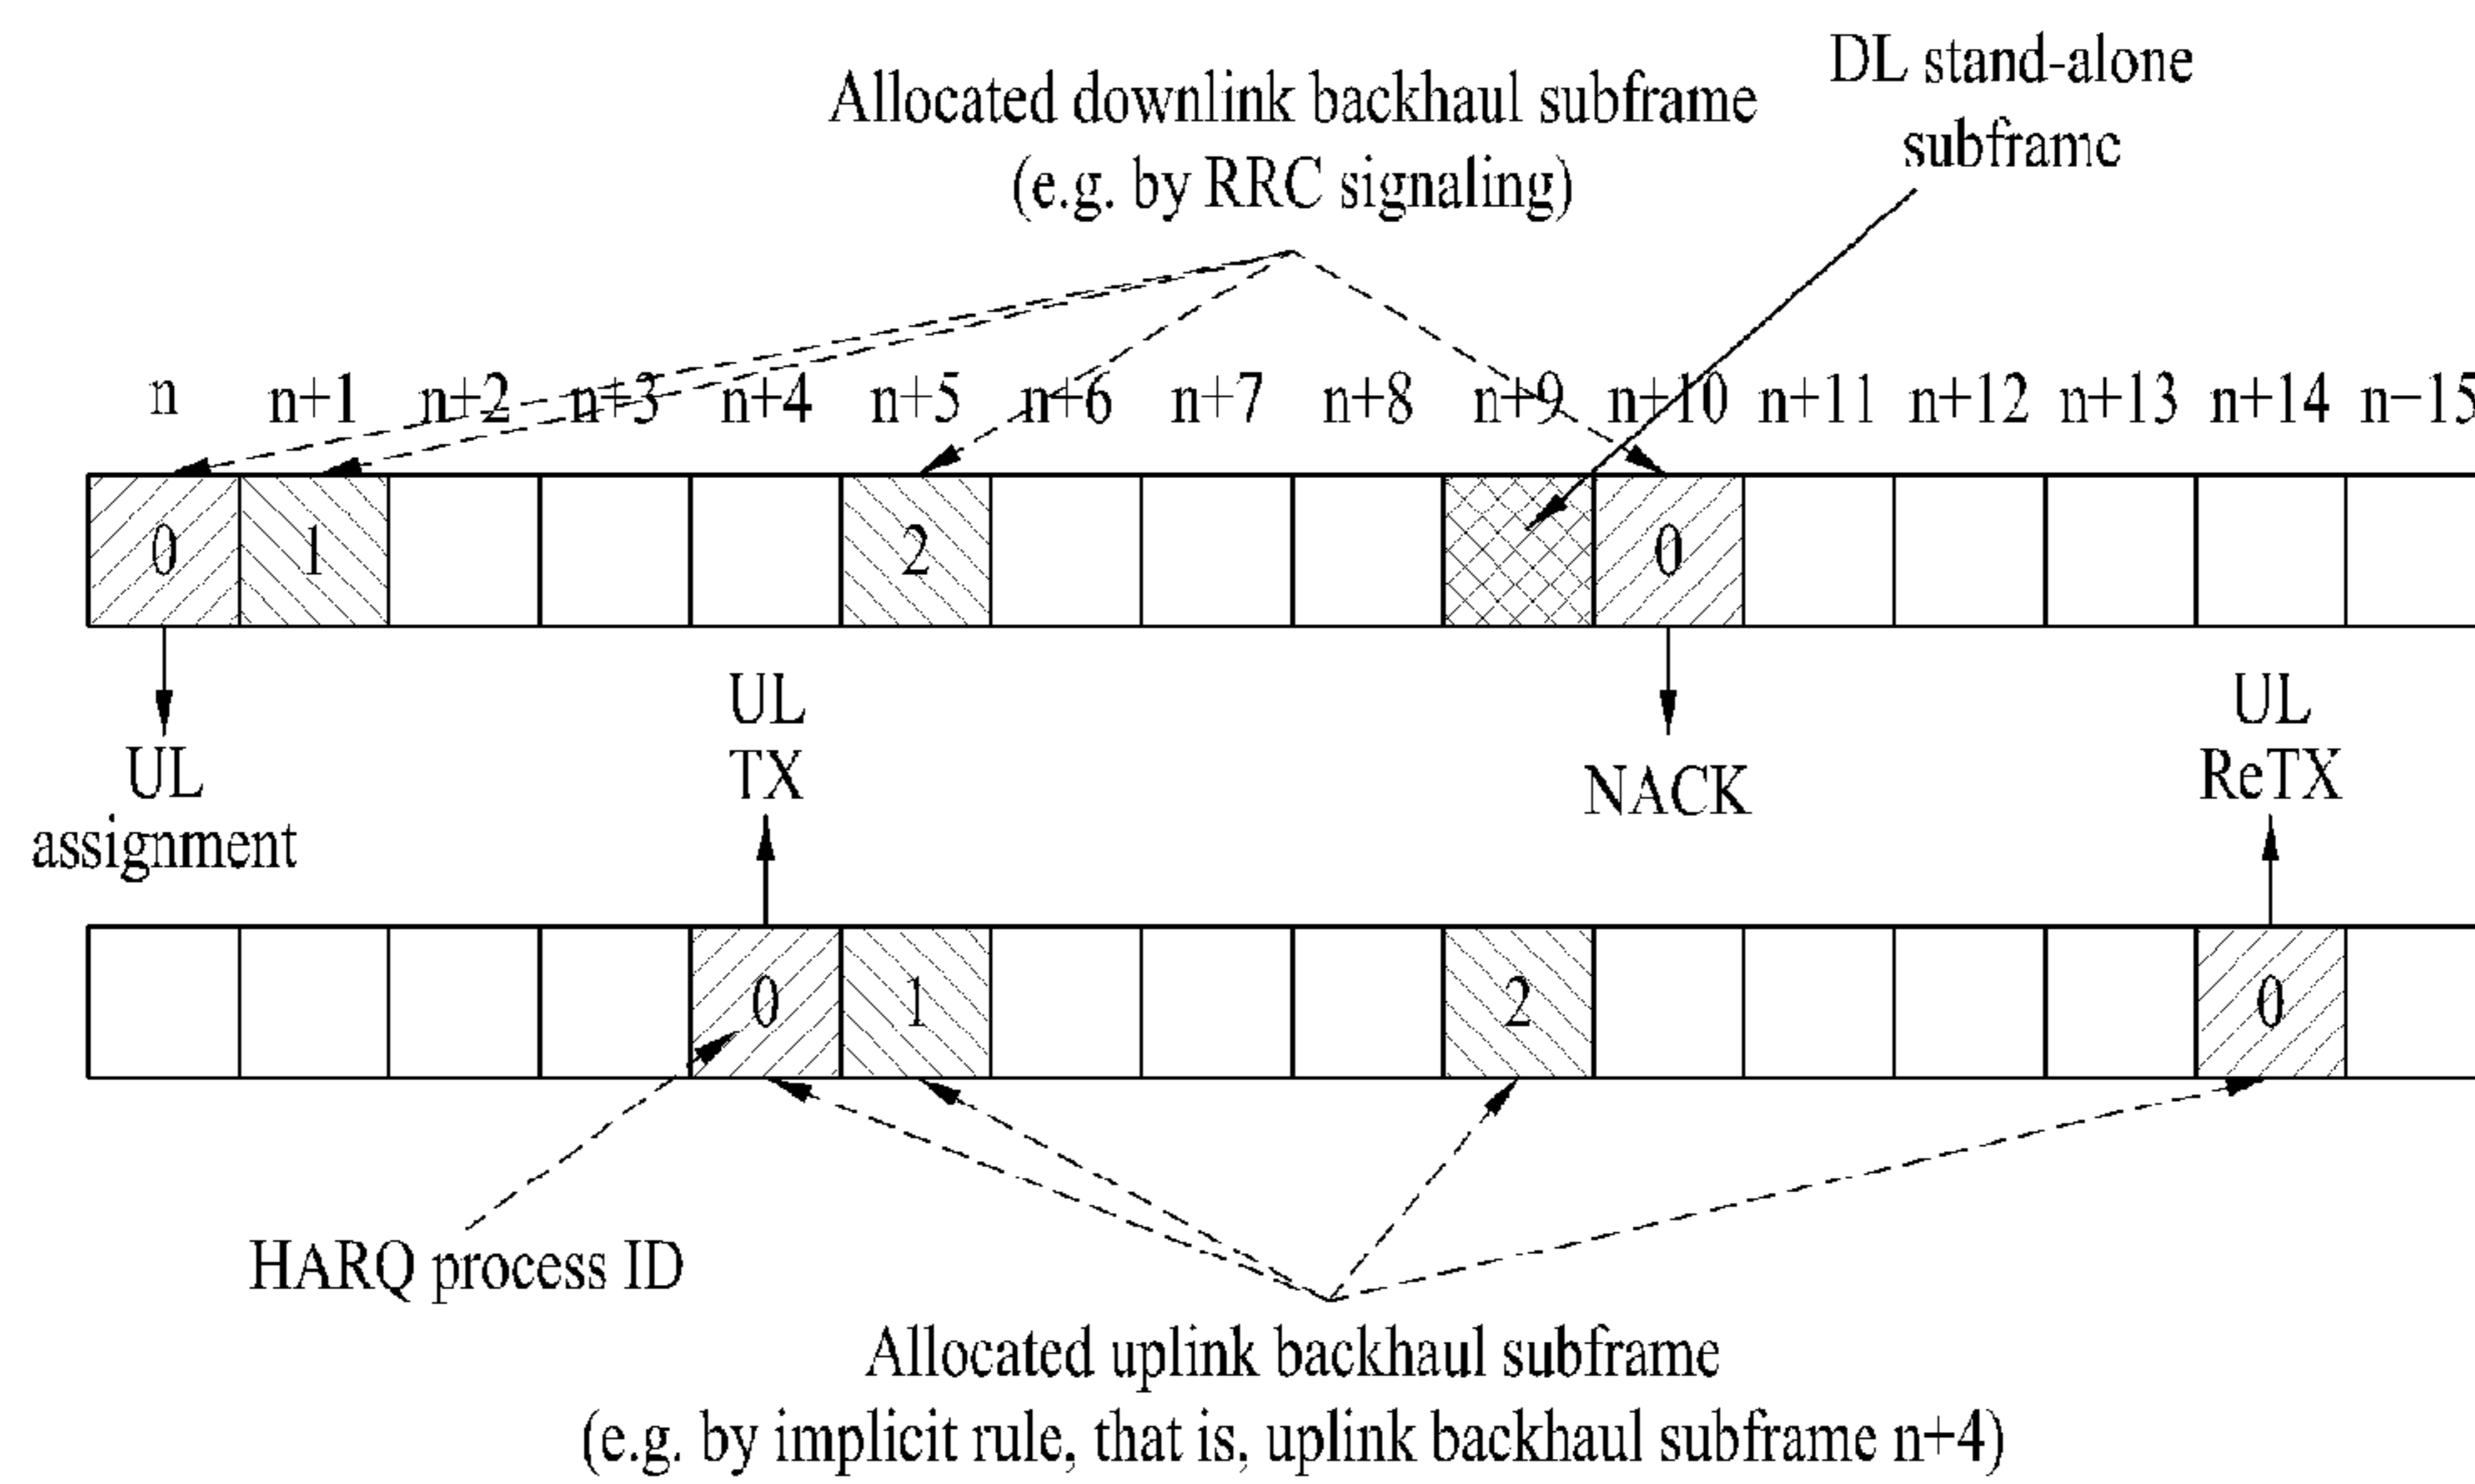 DL stand-alone
subframe
Allocated downlink backhaul subframe
(e.g. by RRC signaling)
n n+1 n+2 n+3 n+4 n+5 n+6 n+7 n+8 n+9 n+10 n+11 n+12 n+13 n+14 n−15
0 1 2 0
UL
assignment
UL
TX
NACK
UL
ReTX
0 1 2 0
HARQ process ID
Allocated uplink backhaul subframe
(e.g. by implicit rule, that is, uplink backhaul subframe n+4)